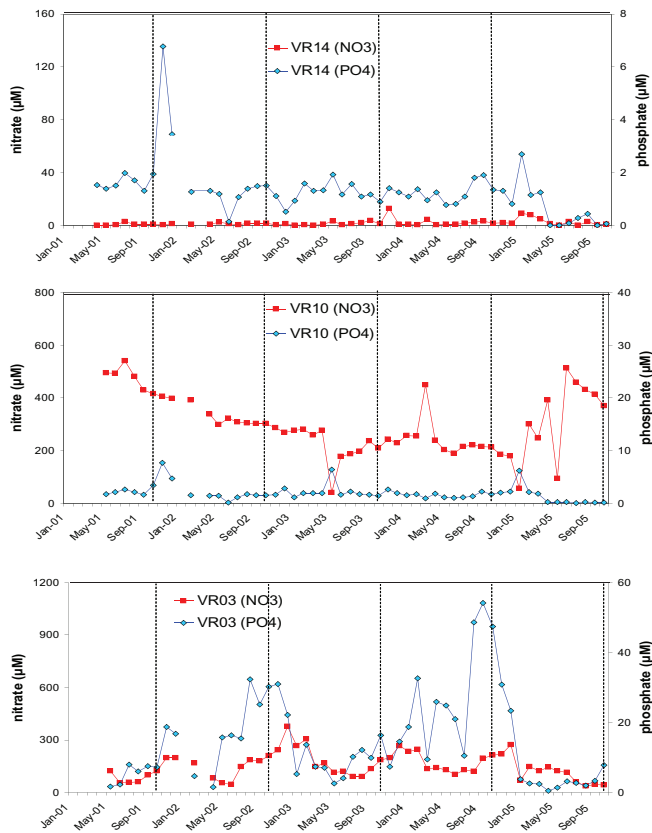 160
8
VR14 (NO3)
VR14 (PO4)
120
6
80
4
40
2
0
0
nitrate (µM)
phosphate (µM)
Jan-01
May-01
Sep-01
Jan-02
May-02
Sep-02
Jan-03
May-03
Sep-03
Jan-04
May-04
Sep-04
Jan-05
May-05
Sep-05
800
40
VR10 (NO3)
VR10 (PO4)
600
30
400
20
200
10
0
0
nitrate (µM)
phosphate (µM)
Jan-01
May-01
Sep-01
Jan-02
May-02
Sep-02
Jan-03
May-03
Sep-03
Jan-04
May-04
Sep-04
Jan-05
May-05
Sep-05
1200
60
VR03 (NO3)
VR03 (PO4)
900
40
600
300
20
0
0
nitrate (µM)
phosphate (µM)
Jan-01
May-01
Sep-01
Jan-02
May-02
Sep-02
Jan-03
May-03
Sep-03
Jan-04
May-04
Sep-04
Jan-05
May-05
Sep-05